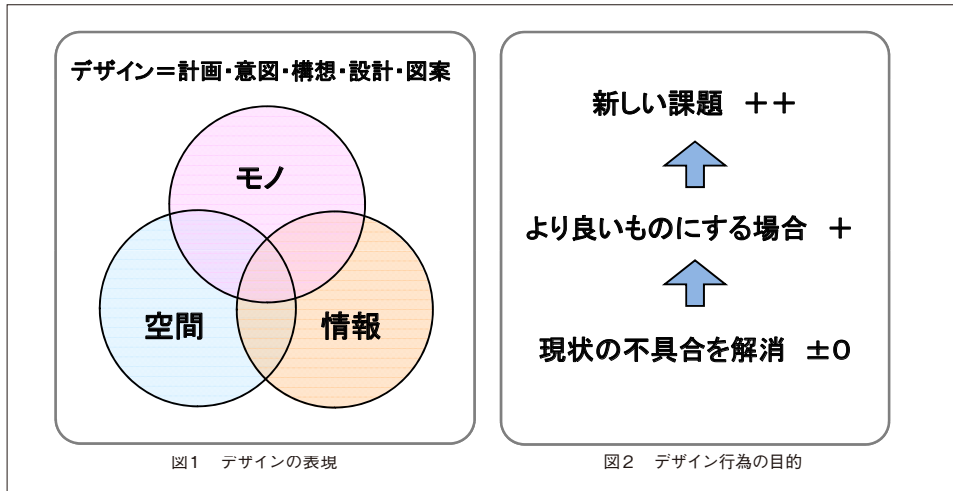 デザイン＝計画・意図・構想・設計・図案
モノ
空間
情報
図1　デザインの表現
新しい課題　＋＋
より良いものにする場合　＋
現状の不具合を解消　±0
図2　デザイン行為の目的